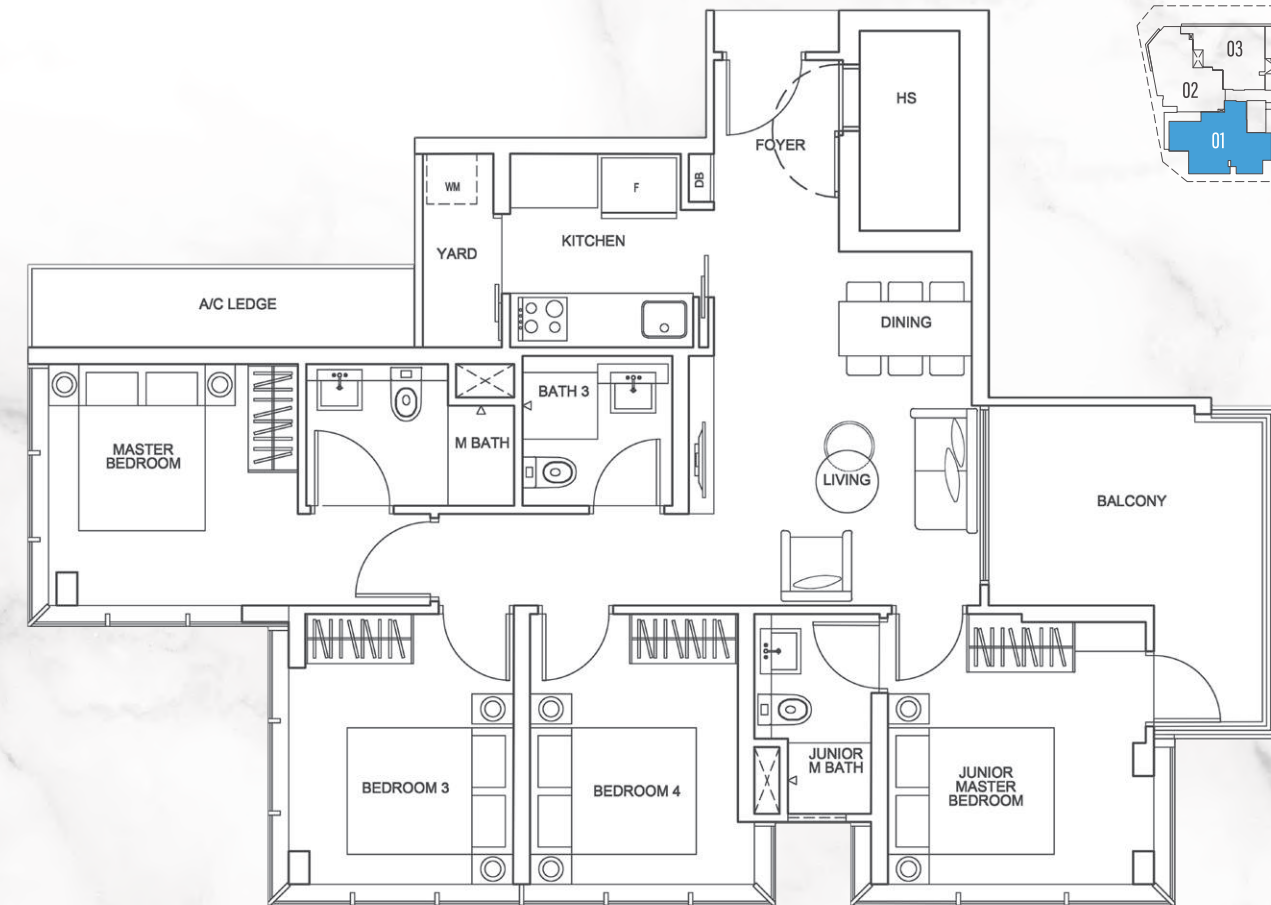 03
02
01
HS
FOYER
WM
F
DB
KITCHEN
YARD
A/C LEDGE
DINING
BATH 3
MASTER
BEDROOM
M BATH
LIVING
BALCONY
JUNIOR
M BATH
JUNIOR
MASTER
BEDROOM
BEDROOM 3
BEDROOM 4